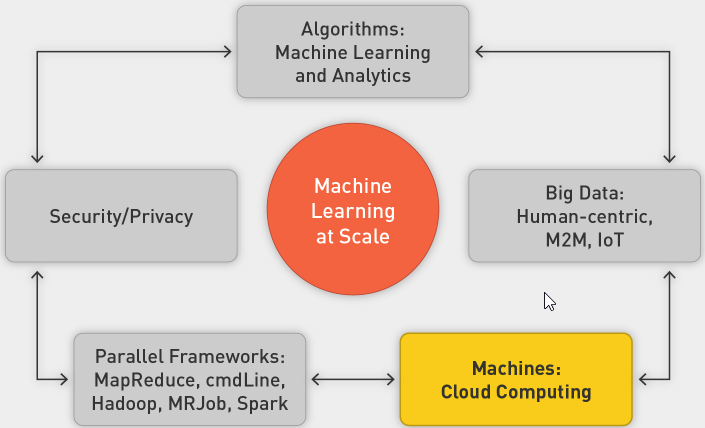 Algorithms:
Machine Learning
and Analytics
Security/Privacy
Machine
Learning
at Scale
Big Data:
Human-centric,
M2M, IoT
Parallel Frameworks:
MapReduce, cmdLine,
Hadoop, MRJob, Spark
Machines:
Cloud Computing